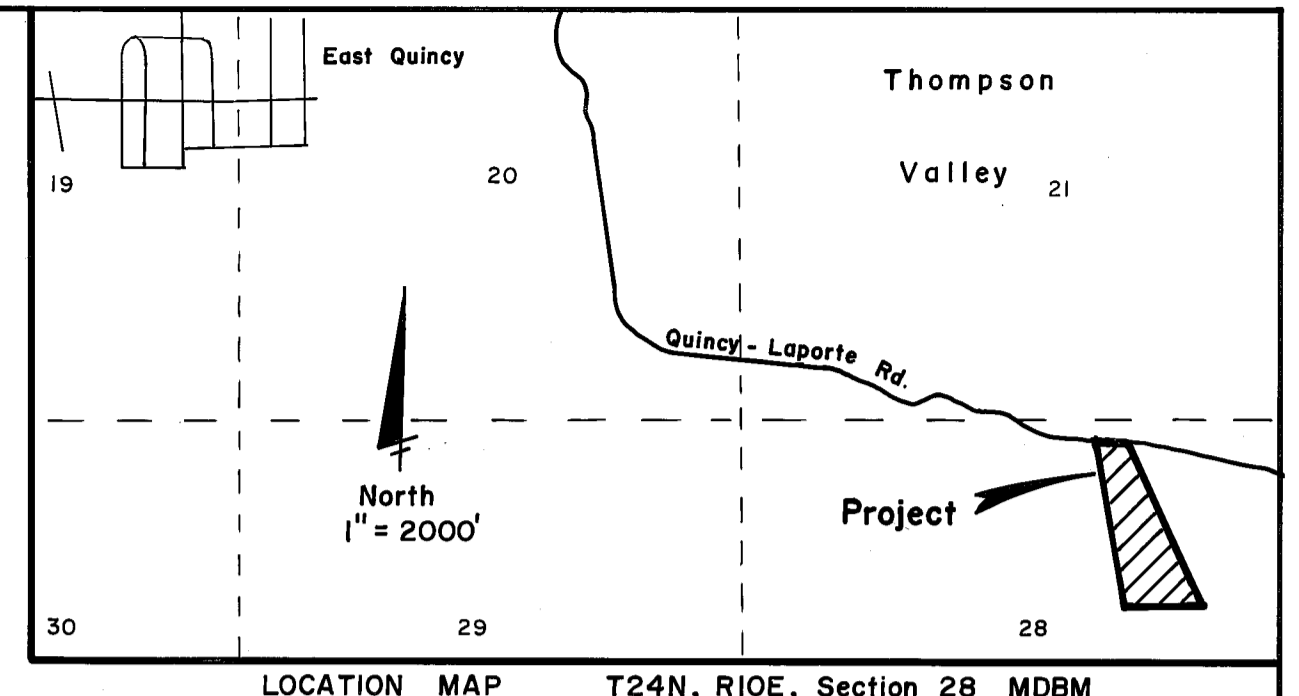 East Quincy
Thompson
Valley
19
20
21
Quincy - Laporte Rd.
North
1" = 2000'
Project
30
29
28
LOCATION MAP T24N, R10E, Section 28 MDBM